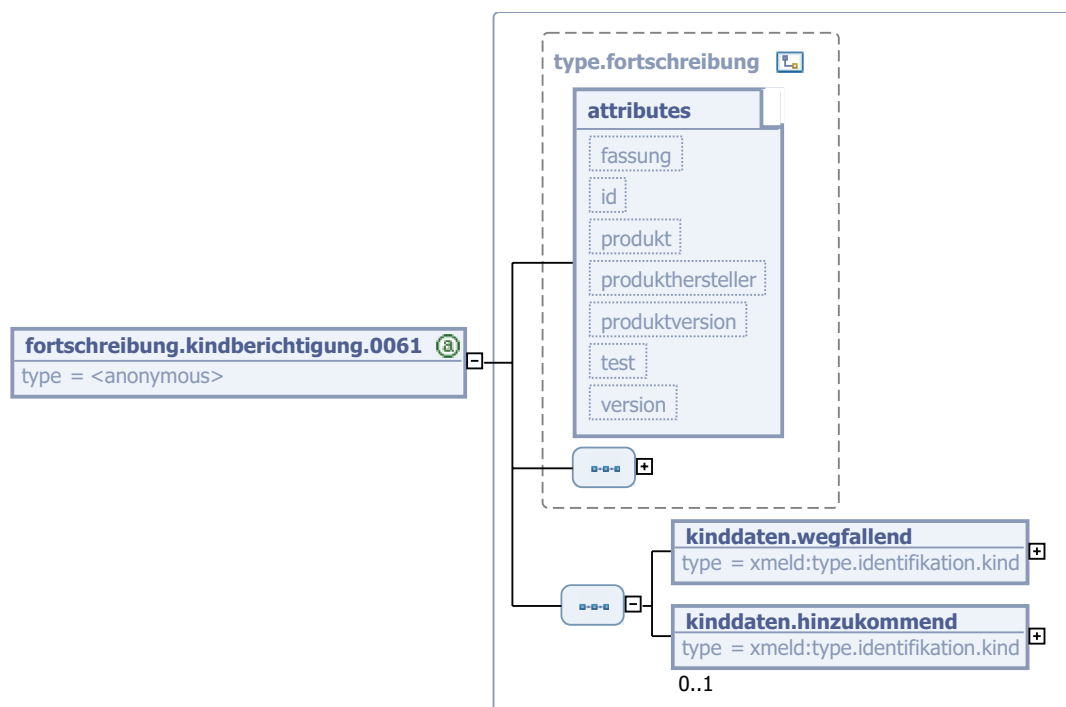 type.fortschreibung
attributes
fassung
id
produkt
produkthersteller
produktversion
test
version
fortschreibung.kindberichtigung.0061 @
type = <anonymous>
kinddaten.wegfallend
type = xmeld:type.identifikation.kind
kinddaten.hinzukommend
type = xmeld:type.identifikation.kind
0..1